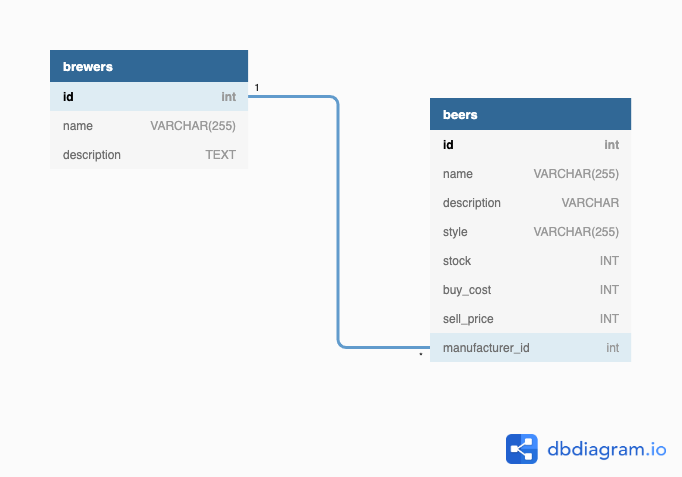 brewers
id int
name VARCHAR(255)
description TEXT
1
beers
id int
name VARCHAR(255)
description VARCHAR
style VARCHAR(255)
stock INT
buy_cost INT
sell_price INT
manufacturer_id int
*
dbdiagram.io